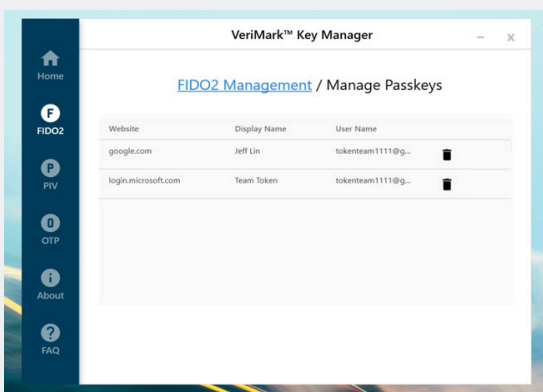 VeriMark™ Key Manager
Home
FIDO2 Management / Manage Passkeys
F
FIDO2
Website Display Name User Name
google.com Jeff Lin tokenteam1111@g...
P
PIV
login.microsoft.com Team Token tokenteam1111@g...
OTP
About
?
FAQ